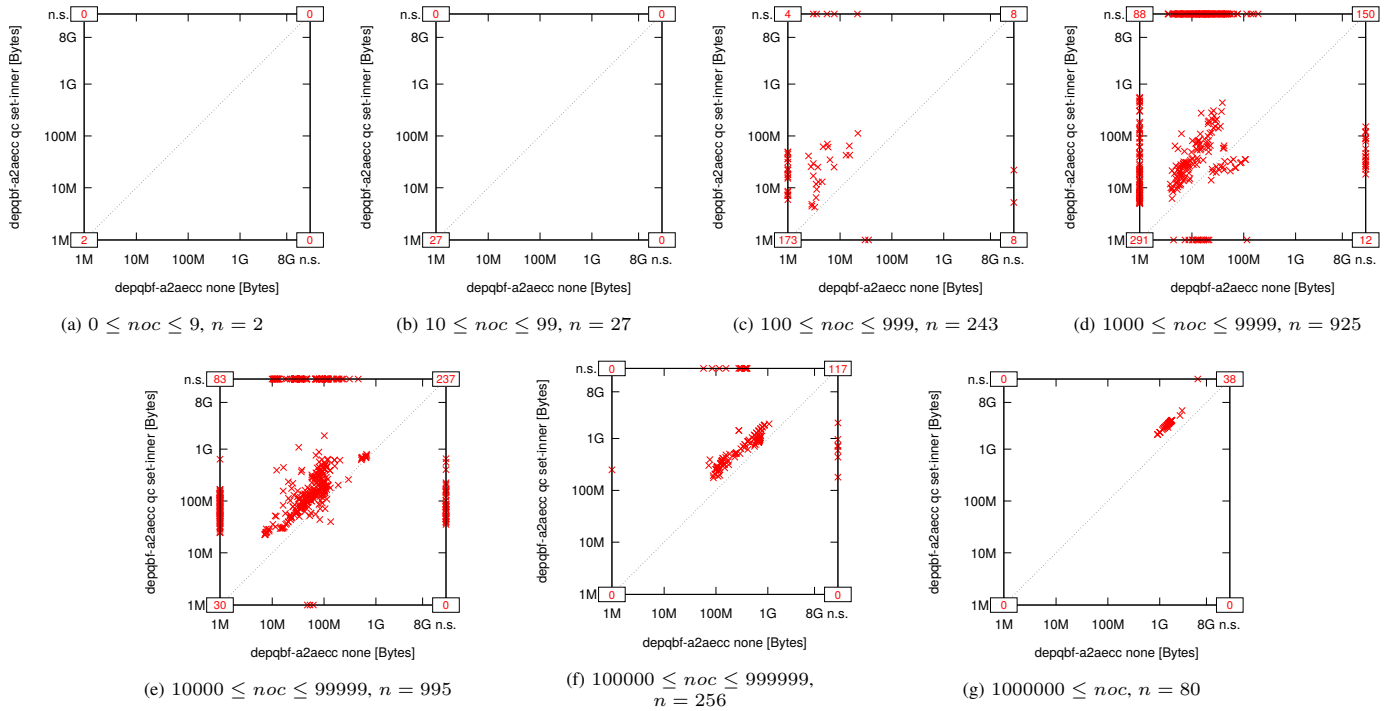 n.s.
0
0
8G
1G
100M
10M
1M
2
0
1M
10M
100M
1G
8G n.s.
depqbf-a2aecc qc set-inner [Bytes]
depqbf-a2aecc none [Bytes]
(a) 0 ≤ noc ≤ 9, n = 2
n.s.
0
0
8G
1G
100M
10M
1M
27
0
1M
10M
100M
1G
8G n.s.
depqbf-a2aecc qc set-inner [Bytes]
depqbf-a2aecc none [Bytes]
(b) 10 ≤ noc ≤ 99, n = 27
n.s.
4
8
8G
1G
100M
10M
1M
173
8
1M
10M
100M
1G
8G n.s.
depqbf-a2aecc qc set-inner [Bytes]
depqbf-a2aecc none [Bytes]
(c) 100 ≤ noc ≤ 999, n = 243
n.s.
88
150
8G
1G
100M
10M
1M
291
12
1M
10M
100M
1G
8G n.s.
depqbf-a2aecc qc set-inner [Bytes]
depqbf-a2aecc none [Bytes]
(d) 1000 ≤ noc ≤ 9999, n = 925
n.s.
83
237
8G
1G
100M
10M
1M
30
0
1M
10M
100M
1G
8G n.s.
depqbf-a2aecc qc set-inner [Bytes]
depqbf-a2aecc none [Bytes]
(e) 10000 ≤ noc ≤ 99999, n = 995
n.s.
0
117
8G
1G
100M
10M
1M
0
0
1M
10M
100M
1G
8G n.s.
depqbf-a2aecc qc set-inner [Bytes]
depqbf-a2aecc none [Bytes]
(f) 100000 ≤ noc ≤ 999999,
n = 256
n.s.
0
38
8G
1G
100M
10M
1M
0
0
1M
10M
100M
1G
8G n.s.
depqbf-a2aecc qc set-inner [Bytes]
depqbf-a2aecc none [Bytes]
(g) 1000000 ≤ noc, n = 80